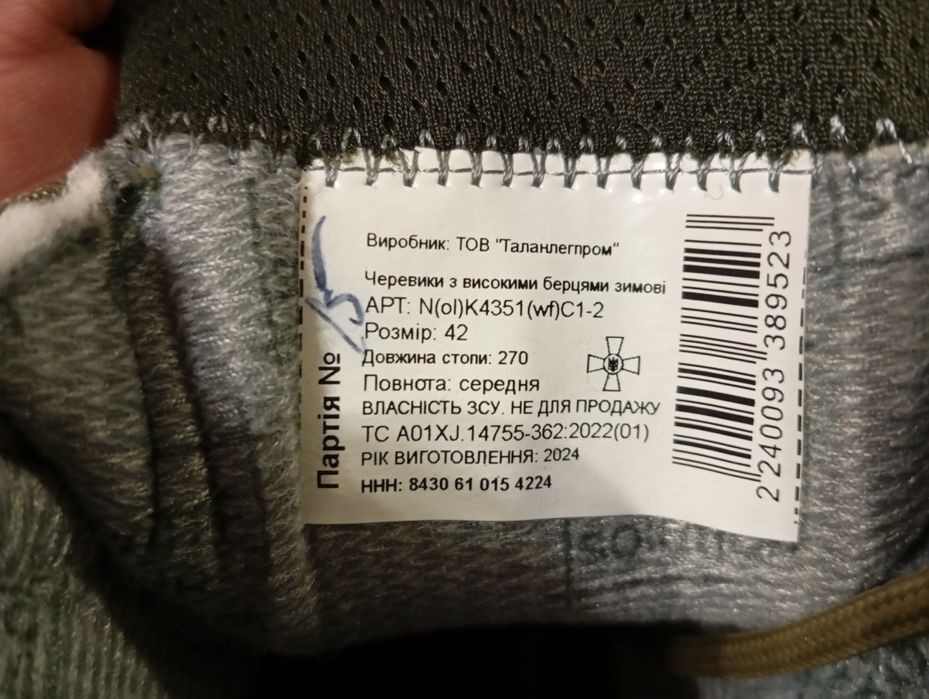 Виробник: ТОВ "Таланлегпром"
Черевики з високими берцями зимові
АРТ: N(ol)K4351(wf)C1-2
Розмір: 42
Довжина стопи: 270
Повнота: середня
ВЛАСНІСТЬ ЗСУ. НЕ ДЛЯ ПРОДАЖУ
ТС А01XJ.14755-362:2022(01)
РІК ВИГОТОВЛЕННЯ: 2024
ННН: 8430 61 015 4224
Партія №
2 240093 389523